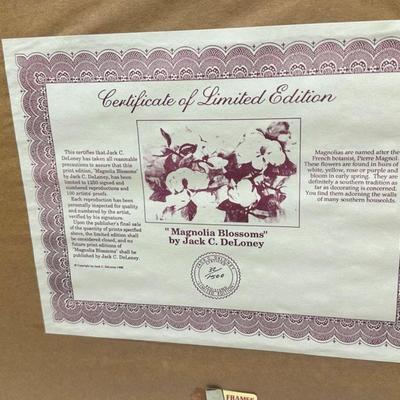 Certificate of Limited Edition
This certifies that Jack C.
DeLoney has taken all reasonable
precautions to assure that this
print edition, "Magnolia Blossoms"
by Jack C. DeLoney, has been
limited to 1250 signed and
numbered reproductions and
100 artists' proofs.
Each reproduction has been
personally inspected for quality
and numbered by the artist,
verified by his signature.
Upon the publisher's final sale
of the quantity of prints specified
above, the limited edition shall
be considered closed, and no
future prints editions of
"Magnolia Blossoms" shall be
published by Jack C. DeLoney.
© Copyright by Jack C. DeLoney
Magnolias are named after the
French botanist, Pierre Magnol.
These flowers are found in hues of
white, yellow, rose or purple and
bloom in early spring. They are
definitely a southern tradition as
far as decorating is concerned.
You find them adorning the walls
of many southern households.
"Magnolia Blossoms"
by Jack C. DeLoney
FRAMES